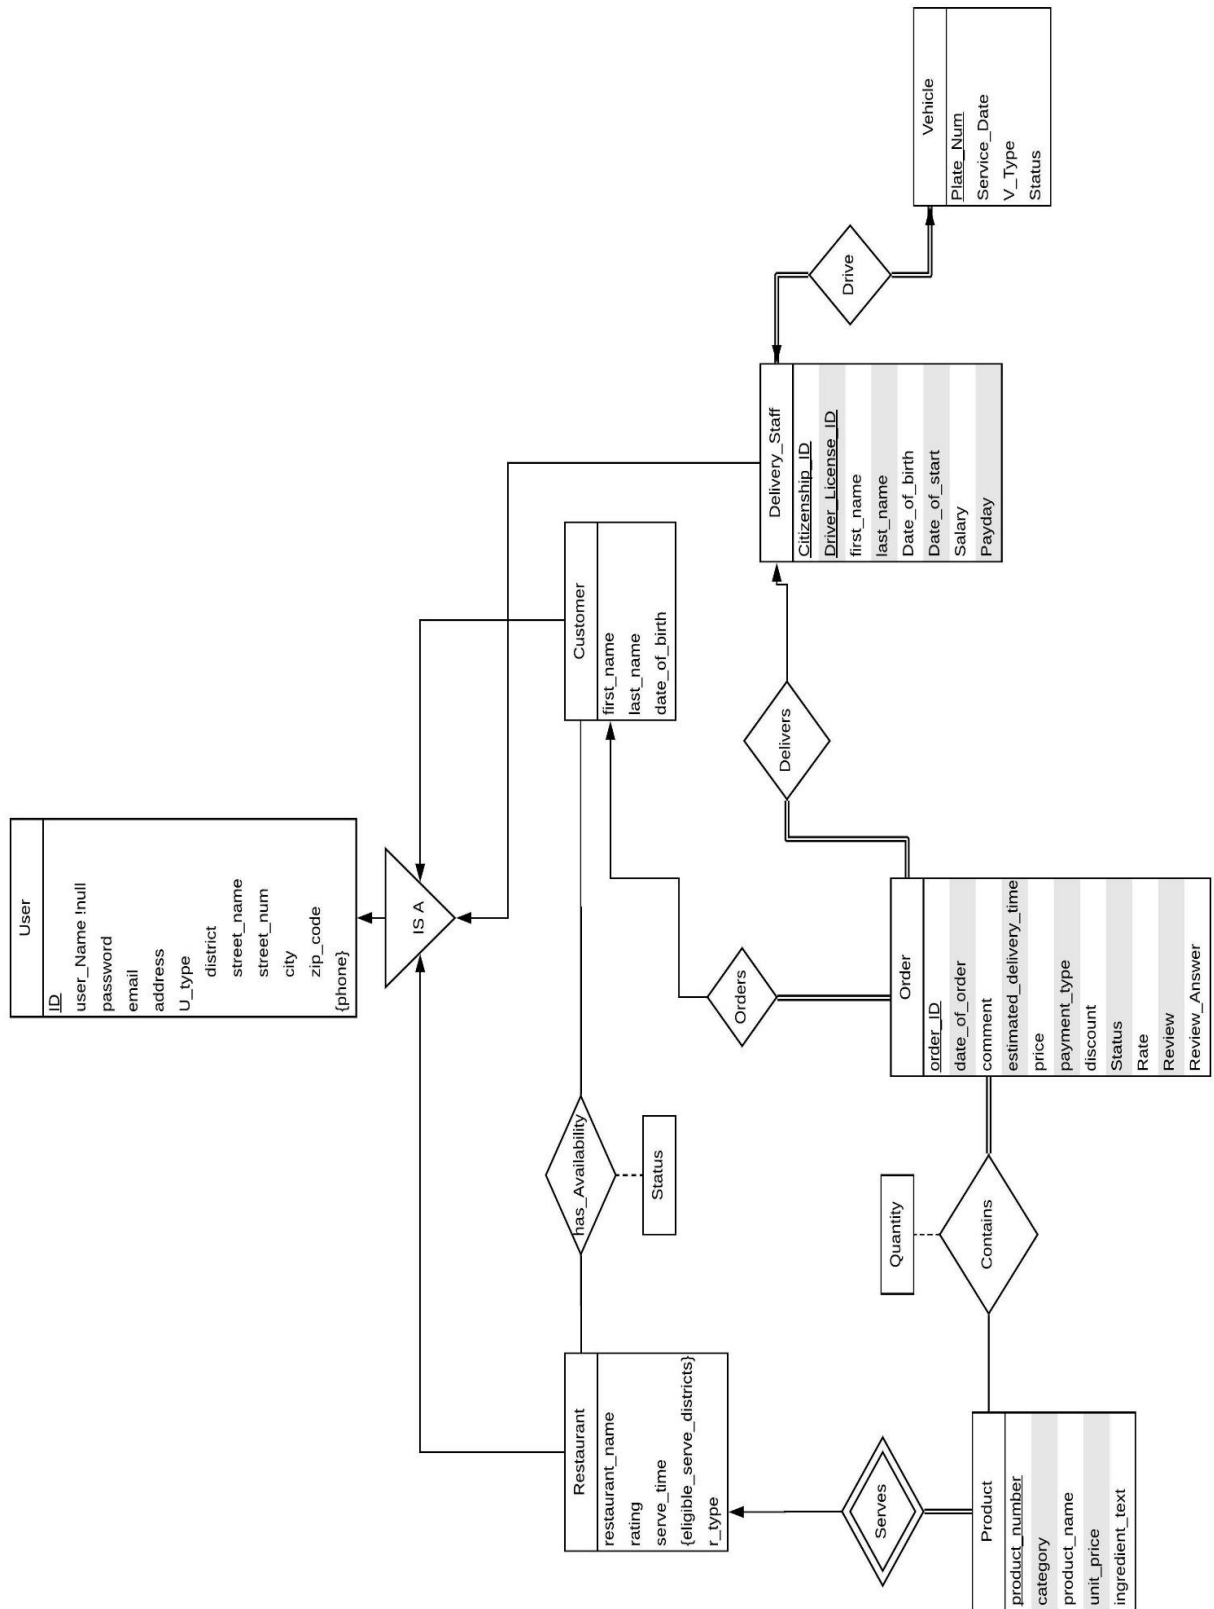 User
ID
user_Name !null
password
email
address
U_type
district
street_name
street_num
city
zip_code
{phone}
IS A
Restaurant
restaurant_name
rating
serve_time
{eligible_serve_districts}
r_type
has_Availability
Status
Customer
first_name
last_name
date_of_birth
Delivery_Staff
Citizenship_ID
Driver_License_ID
first_name
last_name
Date_of_birth
Date_of_start
Salary
Payday
Drive
Vehicle
Plate_Num
Service_Date
V_Type
Status
Serves
Orders
Delivers
Product
product_number
category
product_name
unit_price
ingredient_text
Quantity
Contains
Order
order_ID
date_of_order
comment
estimated_delivery_time
price
payment_type
discount
Status
Rate
Review
Review_Answer